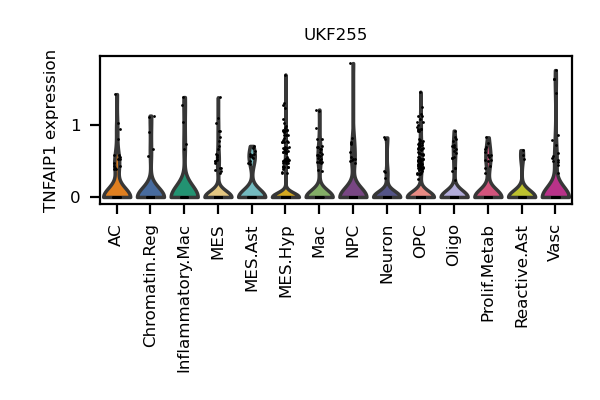 UKF255
TNFAIP1 expression
1
0
AC
Chromatin.Reg
Inflammatory.Mac
MES
MES.Ast
MES.Hyp
Mac
NPC
Neuron
OPC
Oligo
Prolif.Metab
Reactive.Ast
Vasc